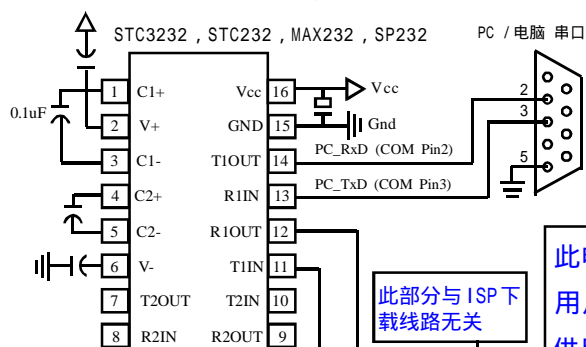 STC3232 , STC232 , MAX232 , SP232
PC / 电脑 串口
0.1uF
1 C1+ Vcc 16 Vcc
2 V+ GND 15 Gnd
3 C1- T1OUT 14 PC_RxD (COM Pin2) 2
4 C2+ R1IN 13 PC_TxD (COM Pin3) 3
5 C2- R1OUT 12 5
6 V- T1IN 11
7 T2OUT T2IN 10
8 R2IN R2OUT 9
此部分与ISP下
载线路无关
此
用
供